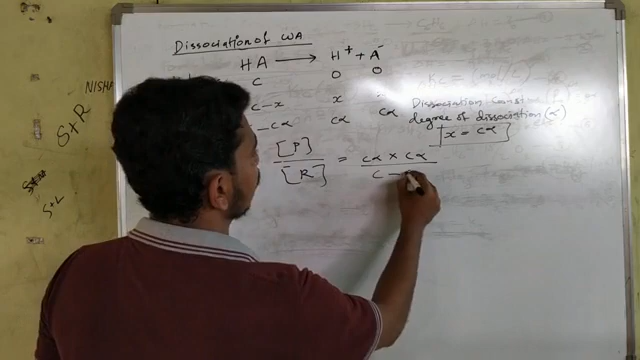 Dissociation of WA
HA ⟶ H⁺ + A⁻
c 0 0
NISHA
c-x x
S+R
-cα cα cα
Dissociation Constant
degree of dissociation (α)
x = cα
[P] / [R] = cα × cα / c -
S+L
Kc =